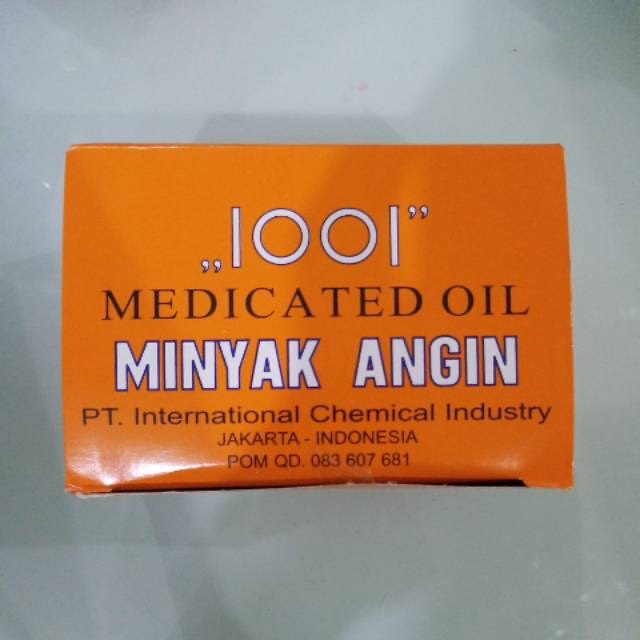 „1001”
MEDICATED OIL
MINYAK ANGIN
PT. International Chemical Industry
JAKARTA - INDONESIA
POM QD. 083 607 681